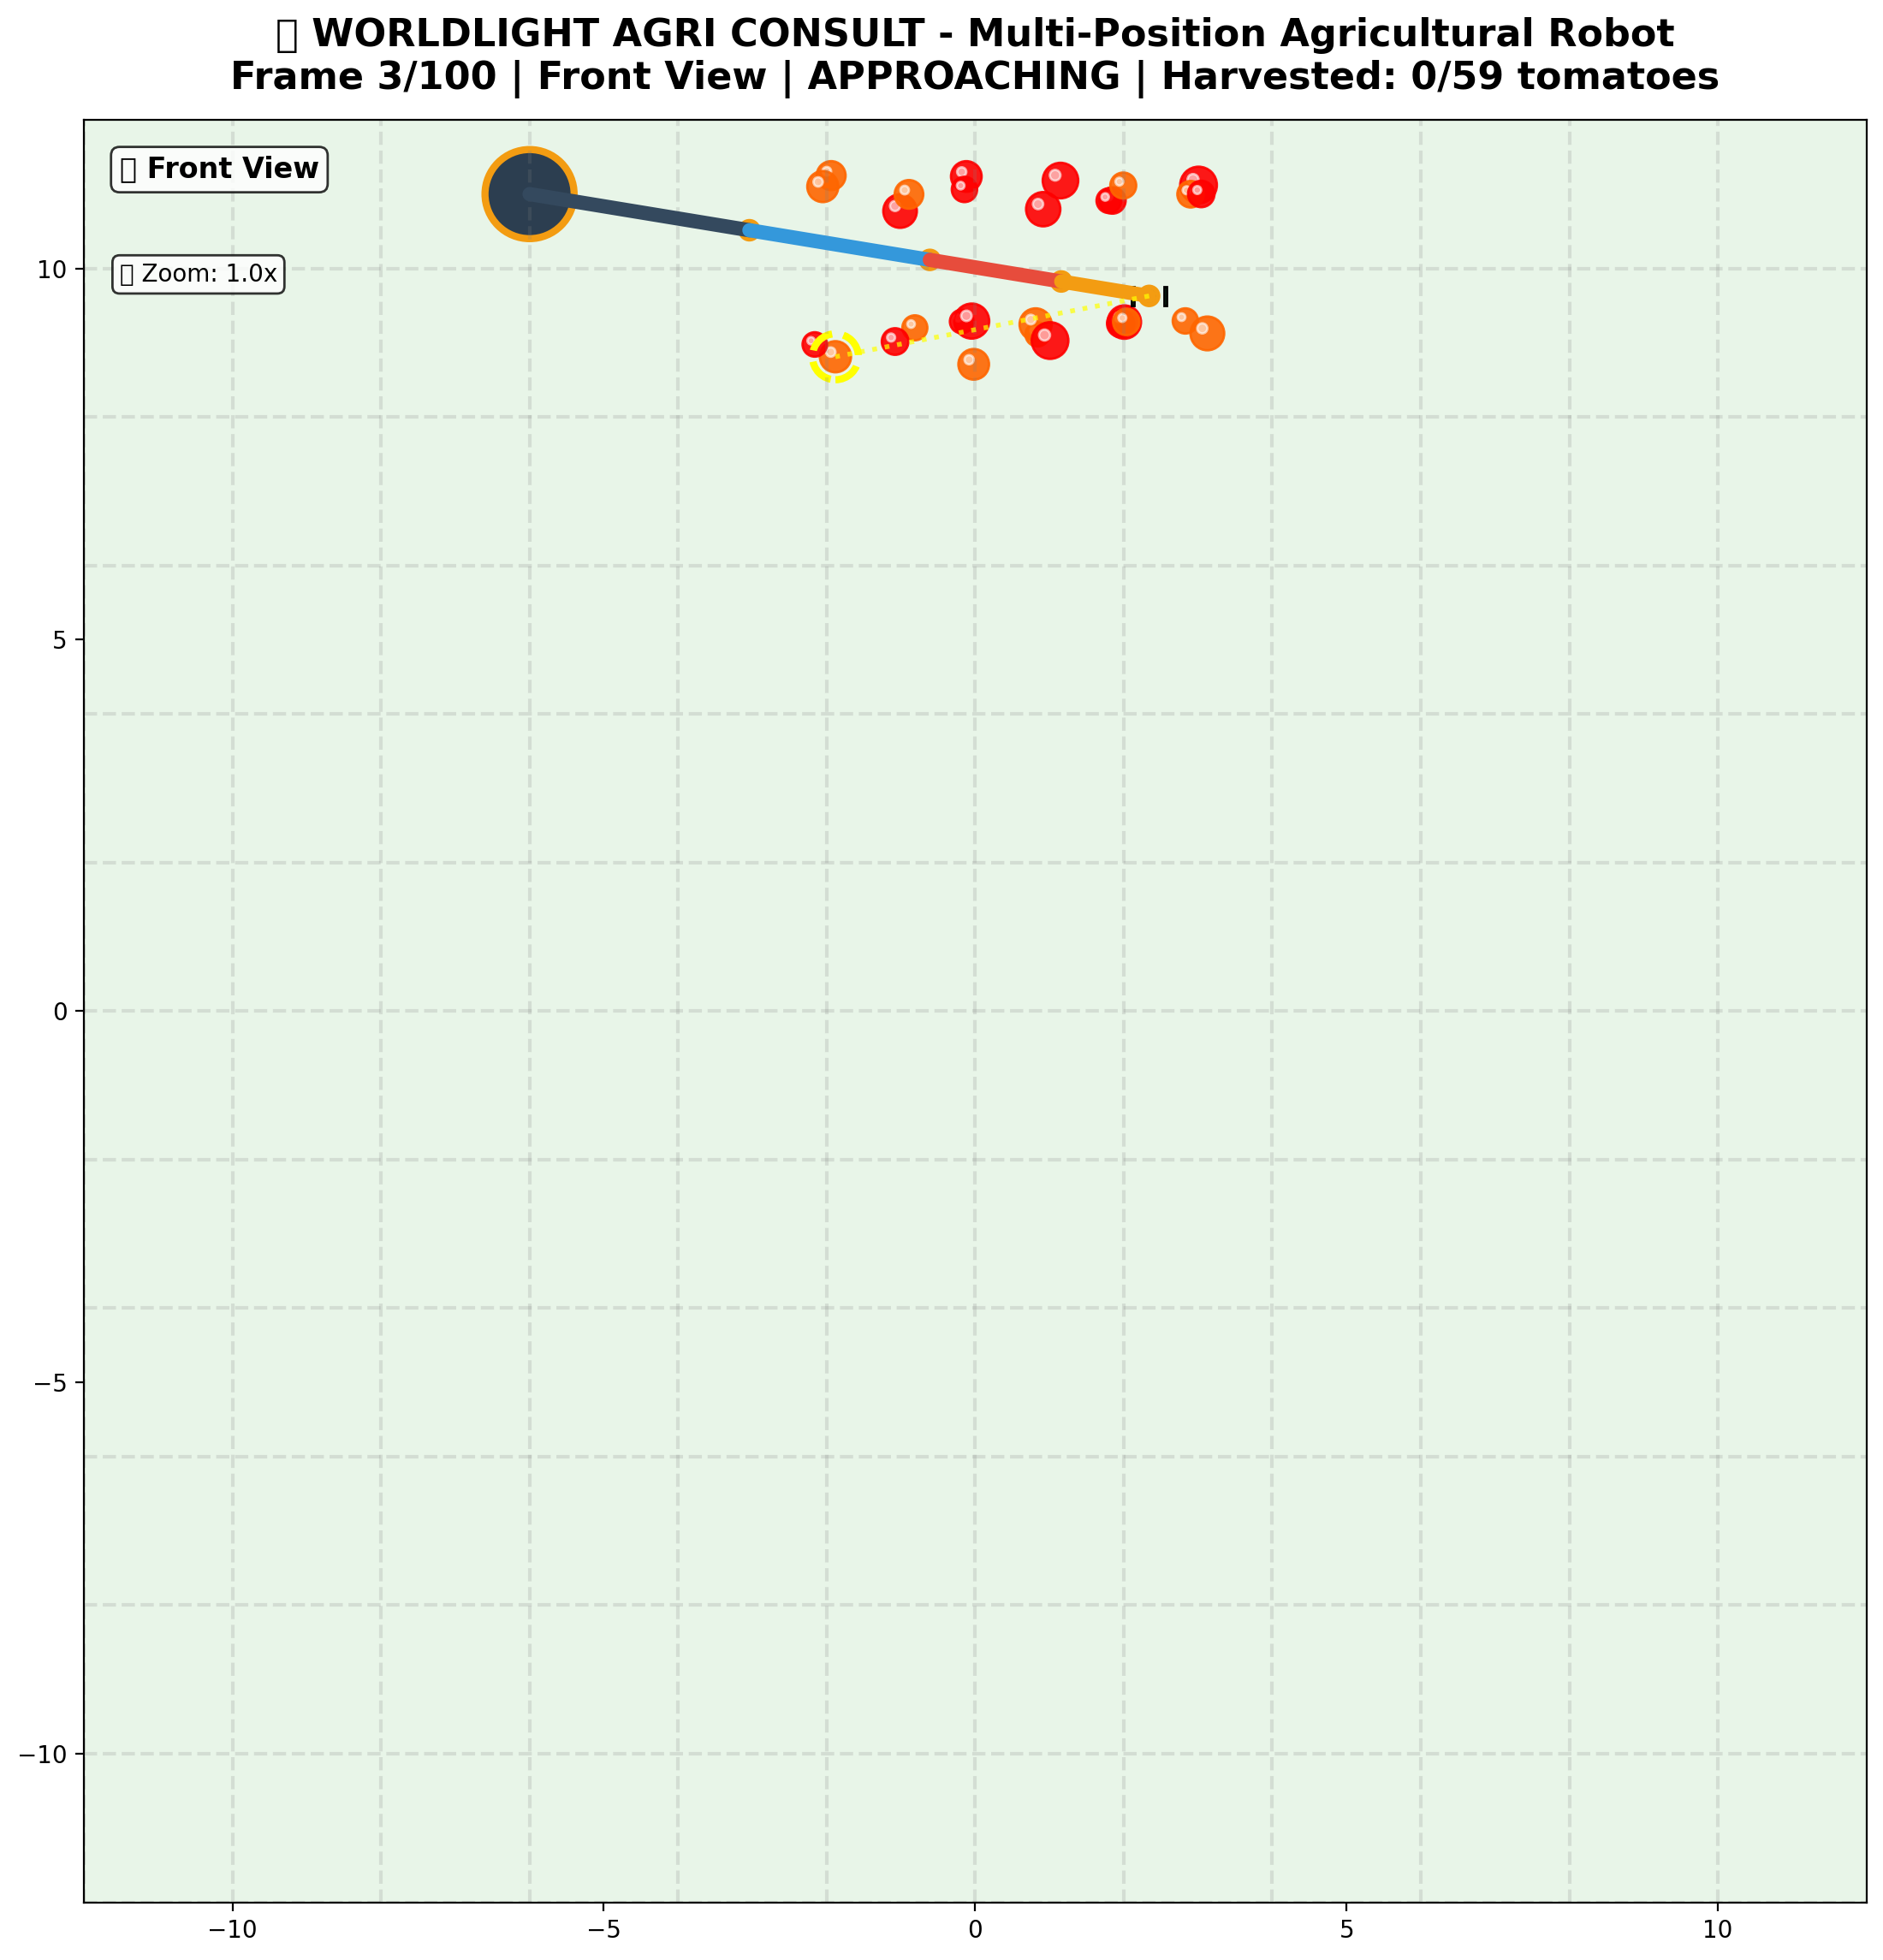 WORLDLIGHT AGRI CONSULT - Multi-Position Agricultural Robot
Frame 3/100 | Front View | APPROACHING | Harvested: 0/59 tomatoes
Front View
Zoom: 1.0x
10
5
0
−5
−10
−10
−5
0
5
10